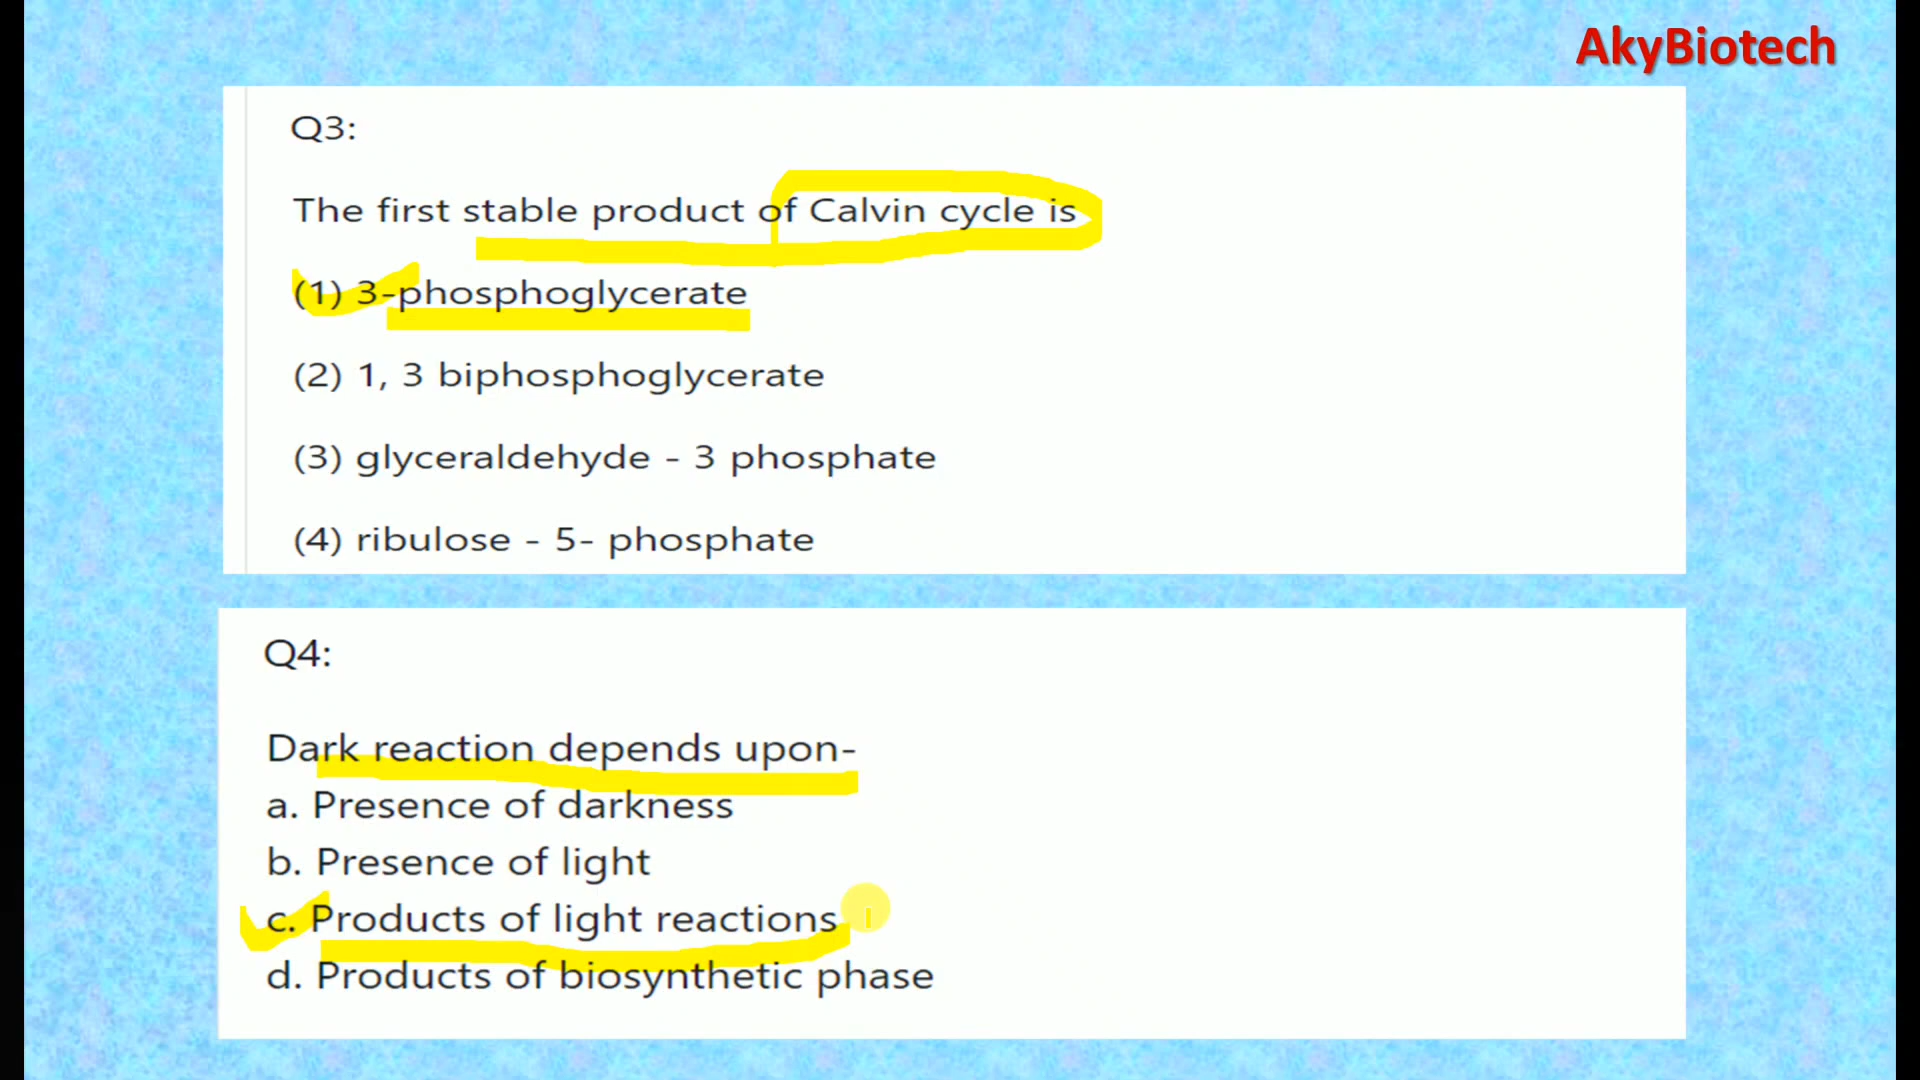 AkyBiotech
Q3:
The first stable product of Calvin cycle is
(1) 3-phosphoglycerate
(2) 1, 3 biphosphoglycerate
(3) glyceraldehyde - 3 phosphate
(4) ribulose - 5- phosphate
Q4:
Dark reaction depends upon-
a. Presence of darkness
b. Presence of light
c. Products of light reactions
d. Products of biosynthetic phase